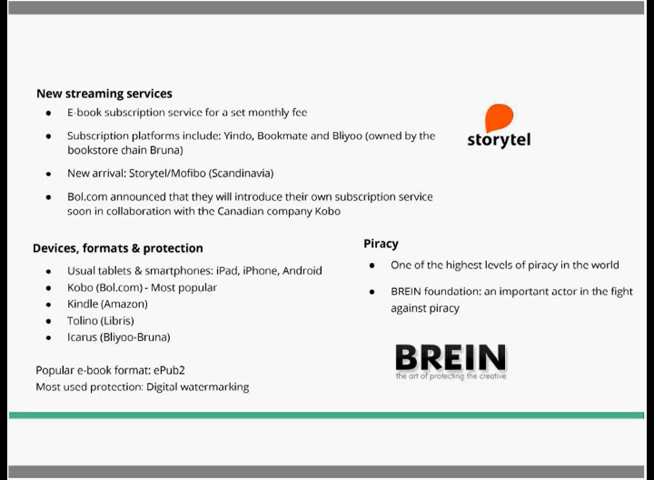 New streaming services
• E-book subscription service for a set monthly fee
• Subscription platforms include: Yindo, Bookmate and Bliyoo (owned by the
bookstore chain Bruna)
• New arrival: Storytel/Mofibo (Scandinavia)
• Bol.com announced that they will introduce their own subscription service
soon in collaboration with the Canadian company Kobo
storytel
Devices, formats & protection
• Usual tablets & smartphones: iPad, iPhone, Android
• Kobo (Bol.com) - Most popular
• Kindle (Amazon)
• Tolino (Libris)
• Icarus (Bliyoo-Bruna)
Popular e-book format: ePub2
Most used protection: Digital watermarking
Piracy
• One of the highest levels of piracy in the world
• BREIN foundation: an important actor in the fight
against piracy
BREIN
the art of protecting the creative